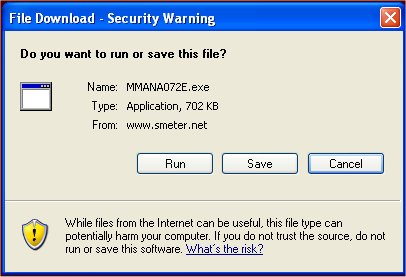 File Download - Security Warning
Do you want to run or save this file?
Name: MMANA072E.exe
Type: Application, 702 KB
From: www.smeter.net
Run Save Cancel
While files from the Internet can be useful, this file type can
potentially harm your computer. If you do not trust the source, do not
run or save this software. What's the risk?